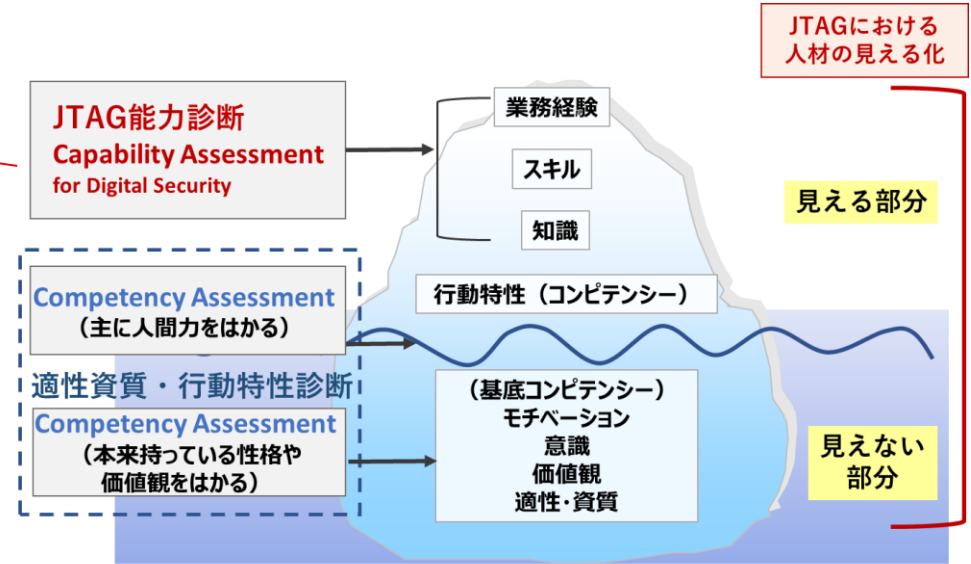 JTAGにおける
人材の見える化
JTAG能力診断
Capability Assessment
for Digital Security
業務経験
スキル
知識
見える部分
Competency Assessment
（主に人間力をはかる）
行動特性（コンピテンシー）
適性資質・行動特性診断
Competency Assessment
（本来持っている性格や
価値観をはかる）
（基底コンピテンシー）
モチベーション
意識
価値観
適性・資質
見えない
部分